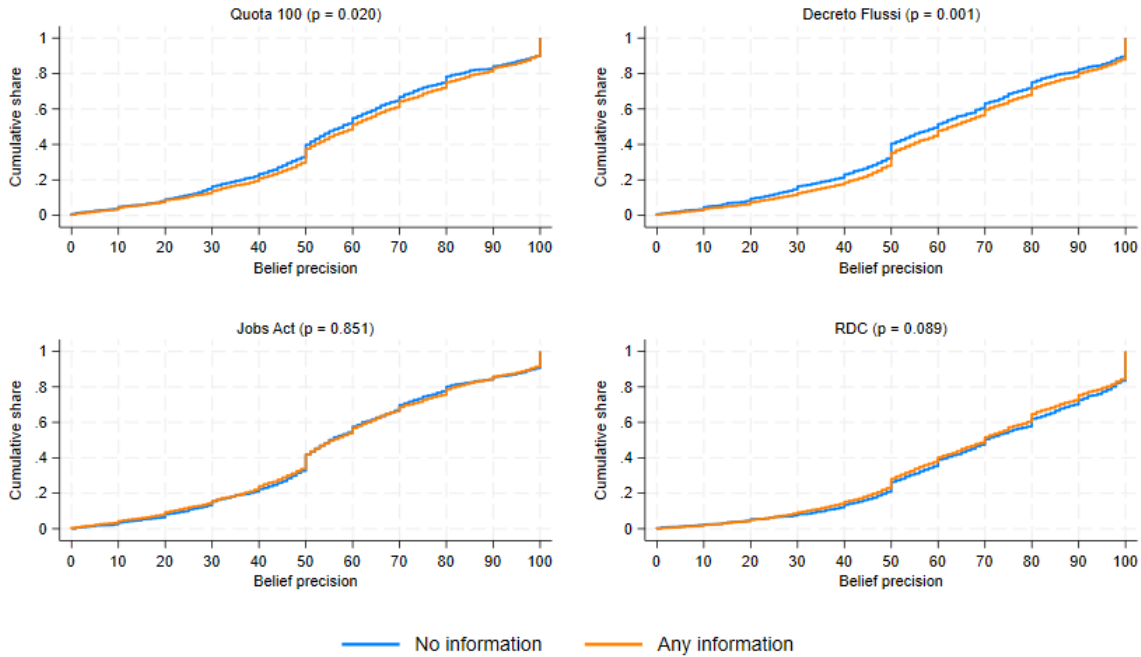 Quota 100 (p = 0.020)
Cumulative share
1
.8
.6
.4
.2
0
0 10 20 30 40 50 60 70 80 90 100
Belief precision
Decreto Flussi (p = 0.001)
Cumulative share
1
.8
.6
.4
.2
0
0 10 20 30 40 50 60 70 80 90 100
Belief precision
Jobs Act (p = 0.851)
Cumulative share
1
.8
.6
.4
.2
0
0 10 20 30 40 50 60 70 80 90 100
Belief precision
RDC (p = 0.089)
Cumulative share
1
.8
.6
.4
.2
0
0 10 20 30 40 50 60 70 80 90 100
Belief precision
No information Any information